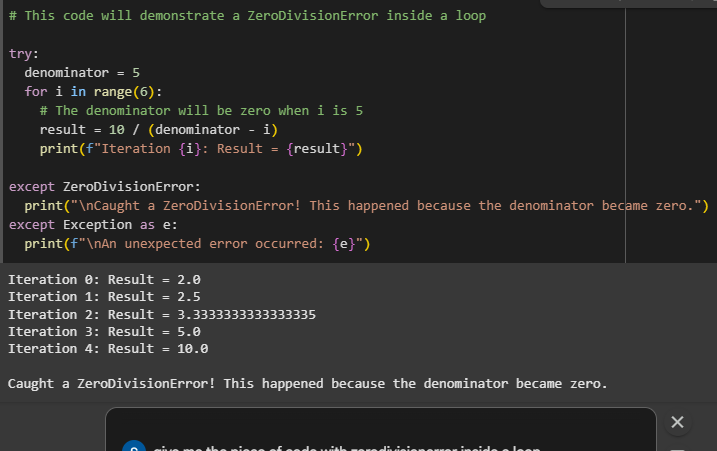 # This code will demonstrate a ZeroDivisionError inside a loop
try:
denominator = 5
for i in range(6):
# The denominator will be zero when i is 5
result = 10 / (denominator - i)
print(f"Iteration {i}: Result = {result}")
except ZeroDivisionError:
print("\nCaught a ZeroDivisionError! This happened because the denominator became zero.")
except Exception as e:
print(f"\nAn unexpected error occurred: {e}")
Iteration 0: Result = 2.0
Iteration 1: Result = 2.5
Iteration 2: Result = 3.3333333333333335
Iteration 3: Result = 5.0
Iteration 4: Result = 10.0
Caught a ZeroDivisionError! This happened because the denominator became zero.
give me the piece of code with zerodivisionerror inside a loop